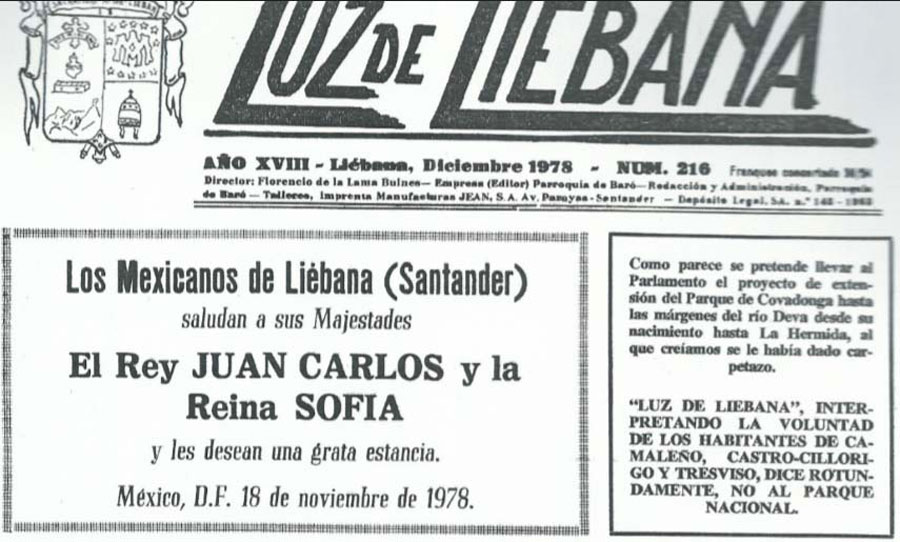 LUZ DE LIEBANA
AÑO XVIII - Liébana, Diciembre 1978 - NUM. 216 Franqueo concertado
Director: Florencio de la Lama Bulnes— Empresa (Editor) Parroquia de Baró—Redacción y Administración, Parroquia
de Baró — Talleres, Imprenta Manufacturas JEAN, S.A. Av. Parayas-Santander — Depósito Legal, SA. n.°
Los Mexicanos de Liébana (Santander)
saludan a sus Majestades
El Rey JUAN CARLOS y la
Reina SOFIA
y les desean una grata estancia.
México, D.F. 18 de noviembre de 1978.
Como parece se pretende llevar al
Parlamento el proyecto de exten-
sión del Parque de Covadonga hasta
las márgenes del río Deva desde su
nacimiento hasta La Hermida, al
que creíamos se le había dado car-
petazo.
"LUZ DE LIEBANA", INTER-
PRETANDO LA VOLUNTAD
DE LOS HABITANTES DE CA-
MALEÑO, CASTRO-CILLORI-
GO Y TRESVISO, DICE ROTUN-
DAMENTE, NO AL PARQUE
NACIONAL.